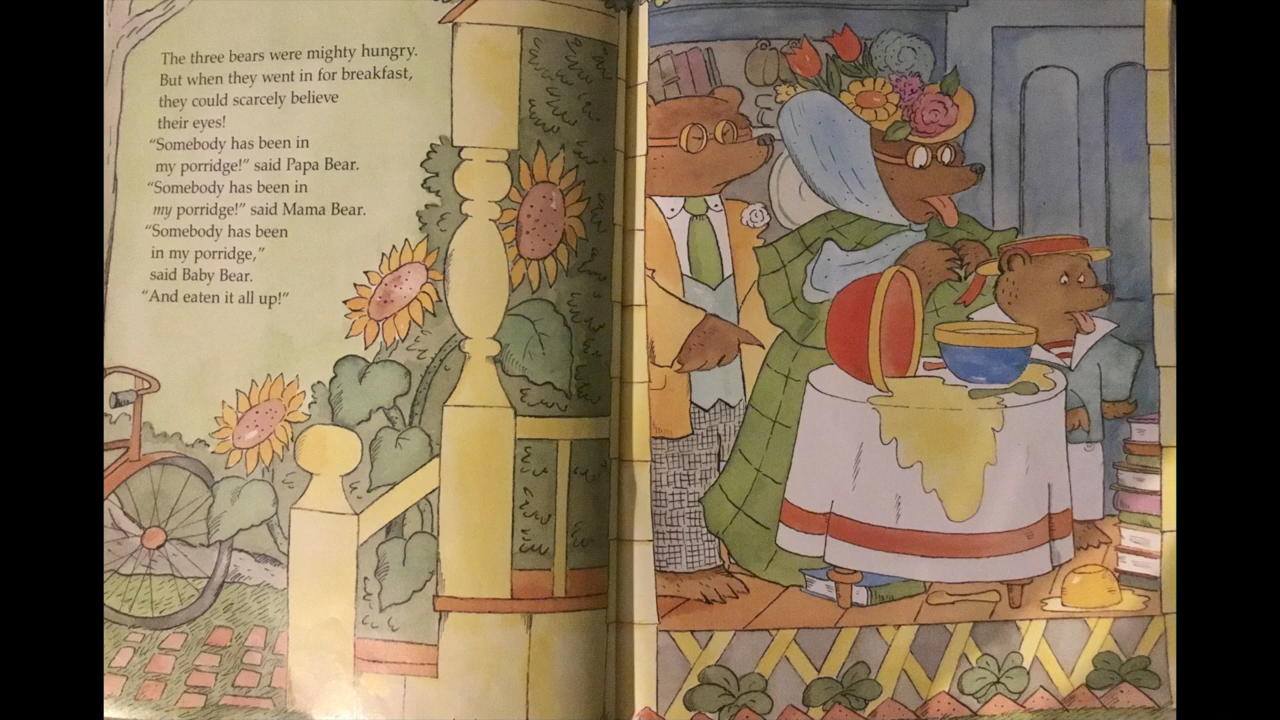 The three bears were mighty hungry.
But when they went in for breakfast,
they could scarcely believe
their eyes!
“Somebody has been in
my porridge!” said Papa Bear.
“Somebody has been in
my porridge!” said Mama Bear.
“Somebody has been
in my porridge,”
said Baby Bear.
“And eaten it all up!”